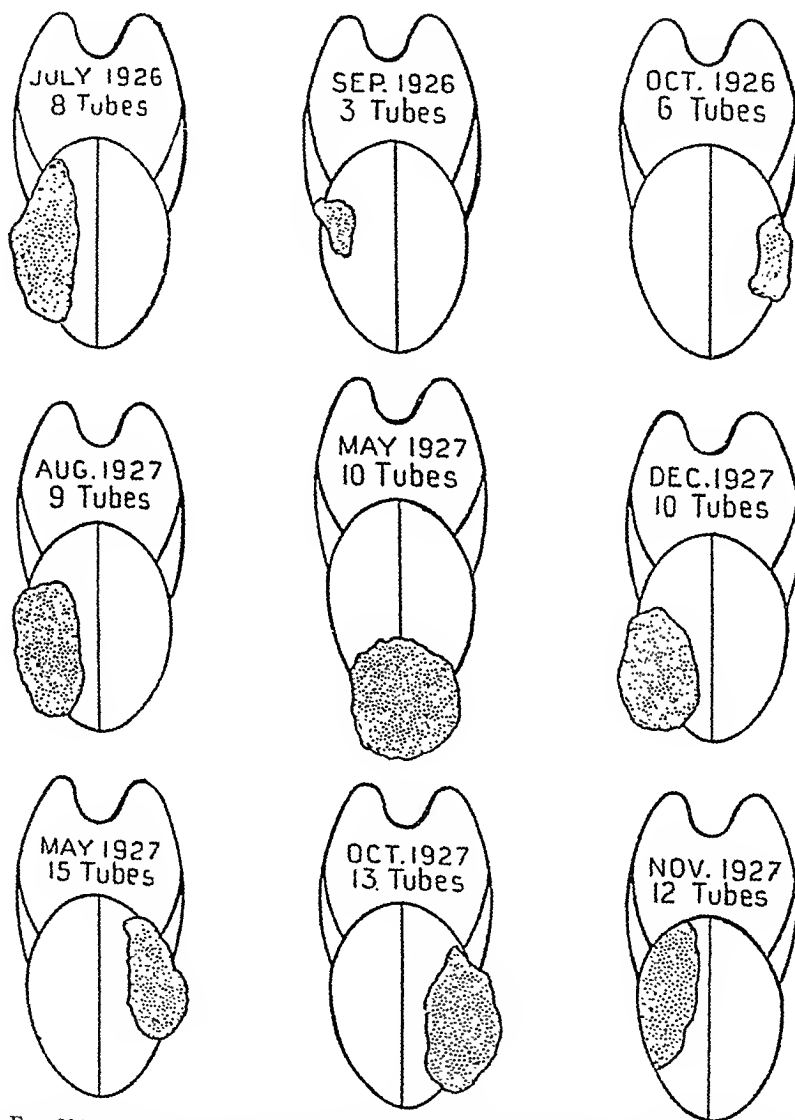 JULY 1926
8 Tubes
SEP. 1926
3 Tubes
OCT. 1926
6 Tubes
AUG. 1927
9 Tubes
MAY 1927
10 Tubes
DEC. 1927
10 Tubes
MAY 1927
15 Tubes
OCT. 1927
13 Tubes
NOV. 1927
12 Tubes